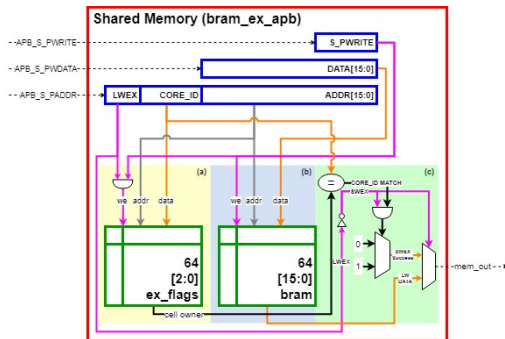 Shared Memory (bram_ex_apb)
APB_S_PWRITE
S_PWRITE
APB_S_PWDATA
DATA[15:0]
APB_S_PADDR
LWEX
CORE_ID
ADDR[15:0]
(a)
(b)
(c)
=
CORE_ID MATCH
SWEX
we
addr
data
we
data
LWEX
0
1
SWEX
Success
LW
DATA
mem_out
64
[2:0]
ex_flags
64
[15:0]
bram
cell owner